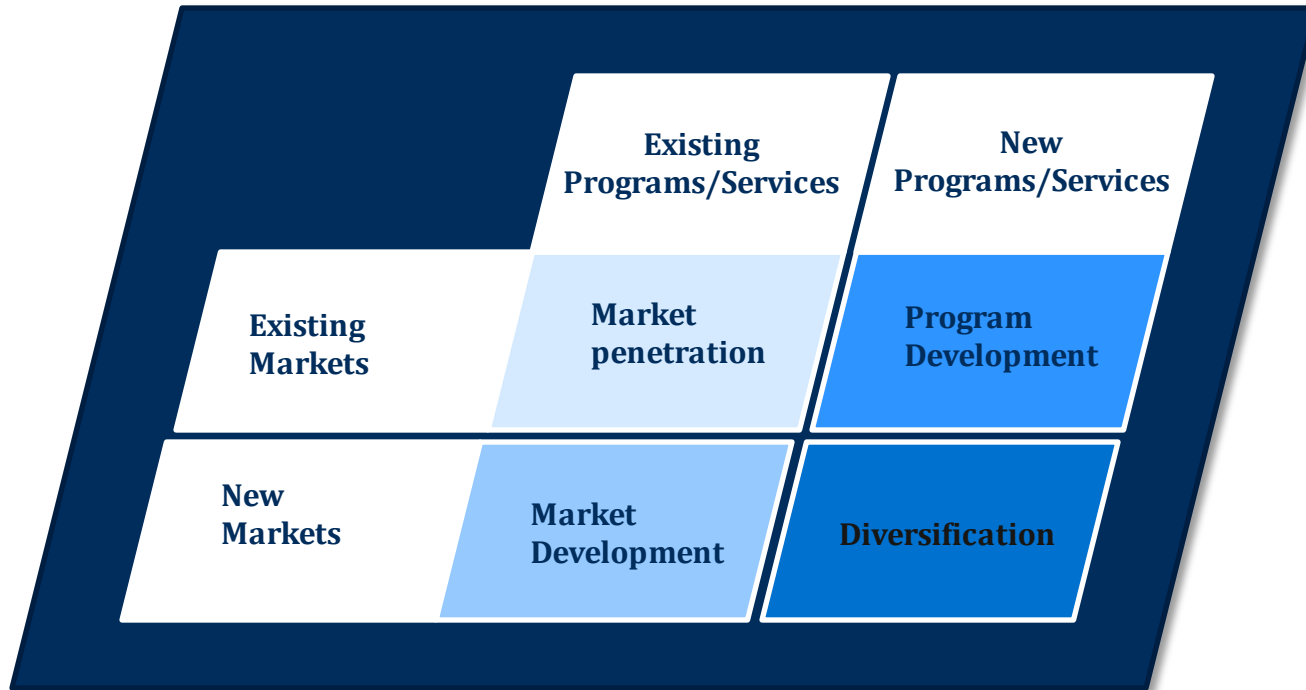 Existing
Programs/Services
New
Programs/Services
Existing
Markets
Market
penetration
Program
Development
New
Markets
Market
Development
Diversification